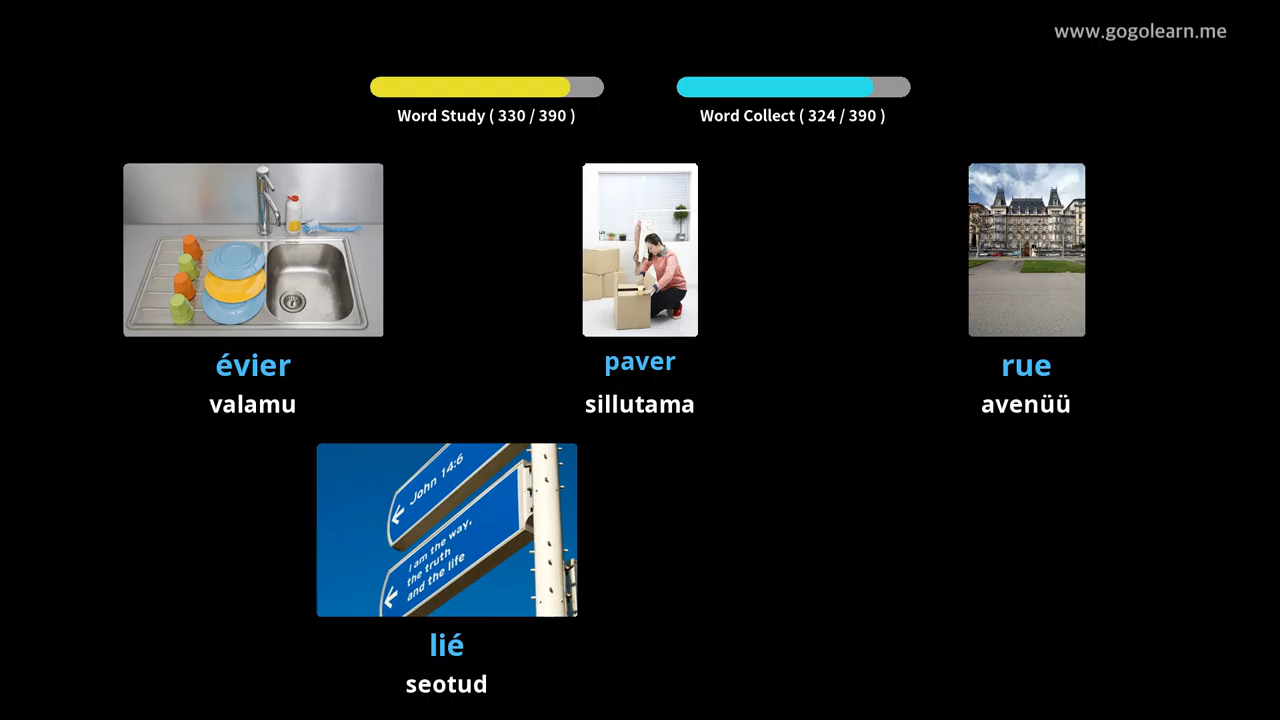 www.gogolearn.me
Word Study ( 330 / 390 )
Word Collect ( 324 / 390 )
évier
valamu
paver
sillutama
rue
avenüü
John 14:6
I am the way,
the truth
and the life
lié
seotud